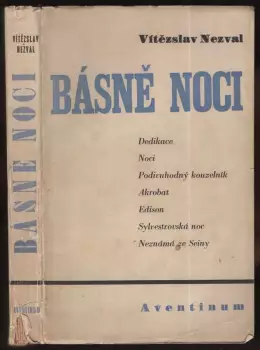 VÍTĚZSLAV
NEZVAL
BÁSNĚ NOCI
AVENTINUM
Vítězslav Nezval
BÁSNĚ NOCI
Dedikace
Noci
Podivuhodný kouzelník
Akrobat
Edison
Sylvestrovská noc
Neznámá ze Seiny
Aventinum